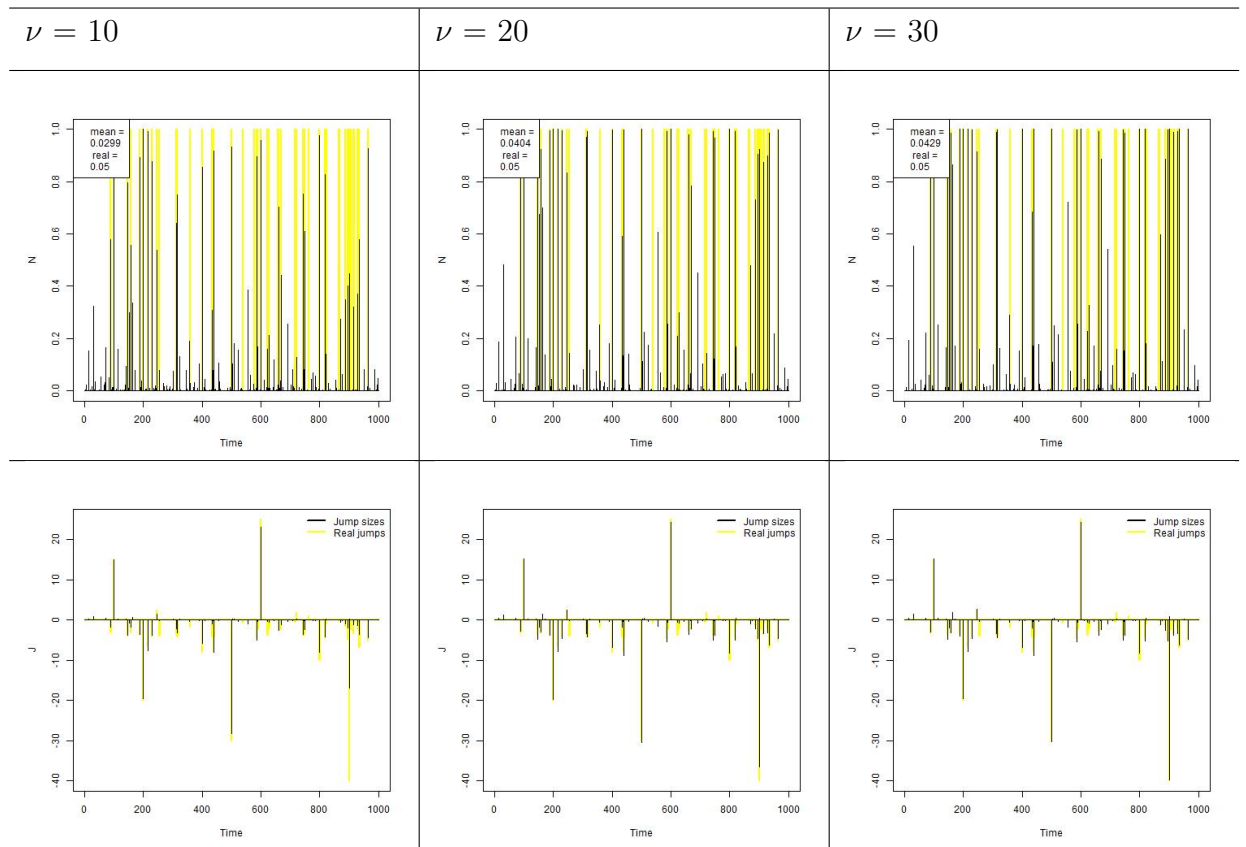 ν = 10
ν = 20
ν = 30
mean =
0.0299
real =
0.05
N
0.0 0.2 0.4 0.6 0.8 1.0
0 200 400 600 800 1000
Time
mean =
0.0404
real =
0.05
N
0.0 0.2 0.4 0.6 0.8 1.0
0 200 400 600 800 1000
Time
mean =
0.0429
real =
0.05
N
0.0 0.2 0.4 0.6 0.8 1.0
0 200 400 600 800 1000
Time
Jump sizes
Real jumps
J
-40 -30 -20 -10 0 10 20
0 200 400 600 800 1000
Time
Jump sizes
Real jumps
J
-40 -30 -20 -10 0 10 20
0 200 400 600 800 1000
Time
Jump sizes
Real jumps
J
-40 -30 -20 -10 0 10 20
0 200 400 600 800 1000
Time